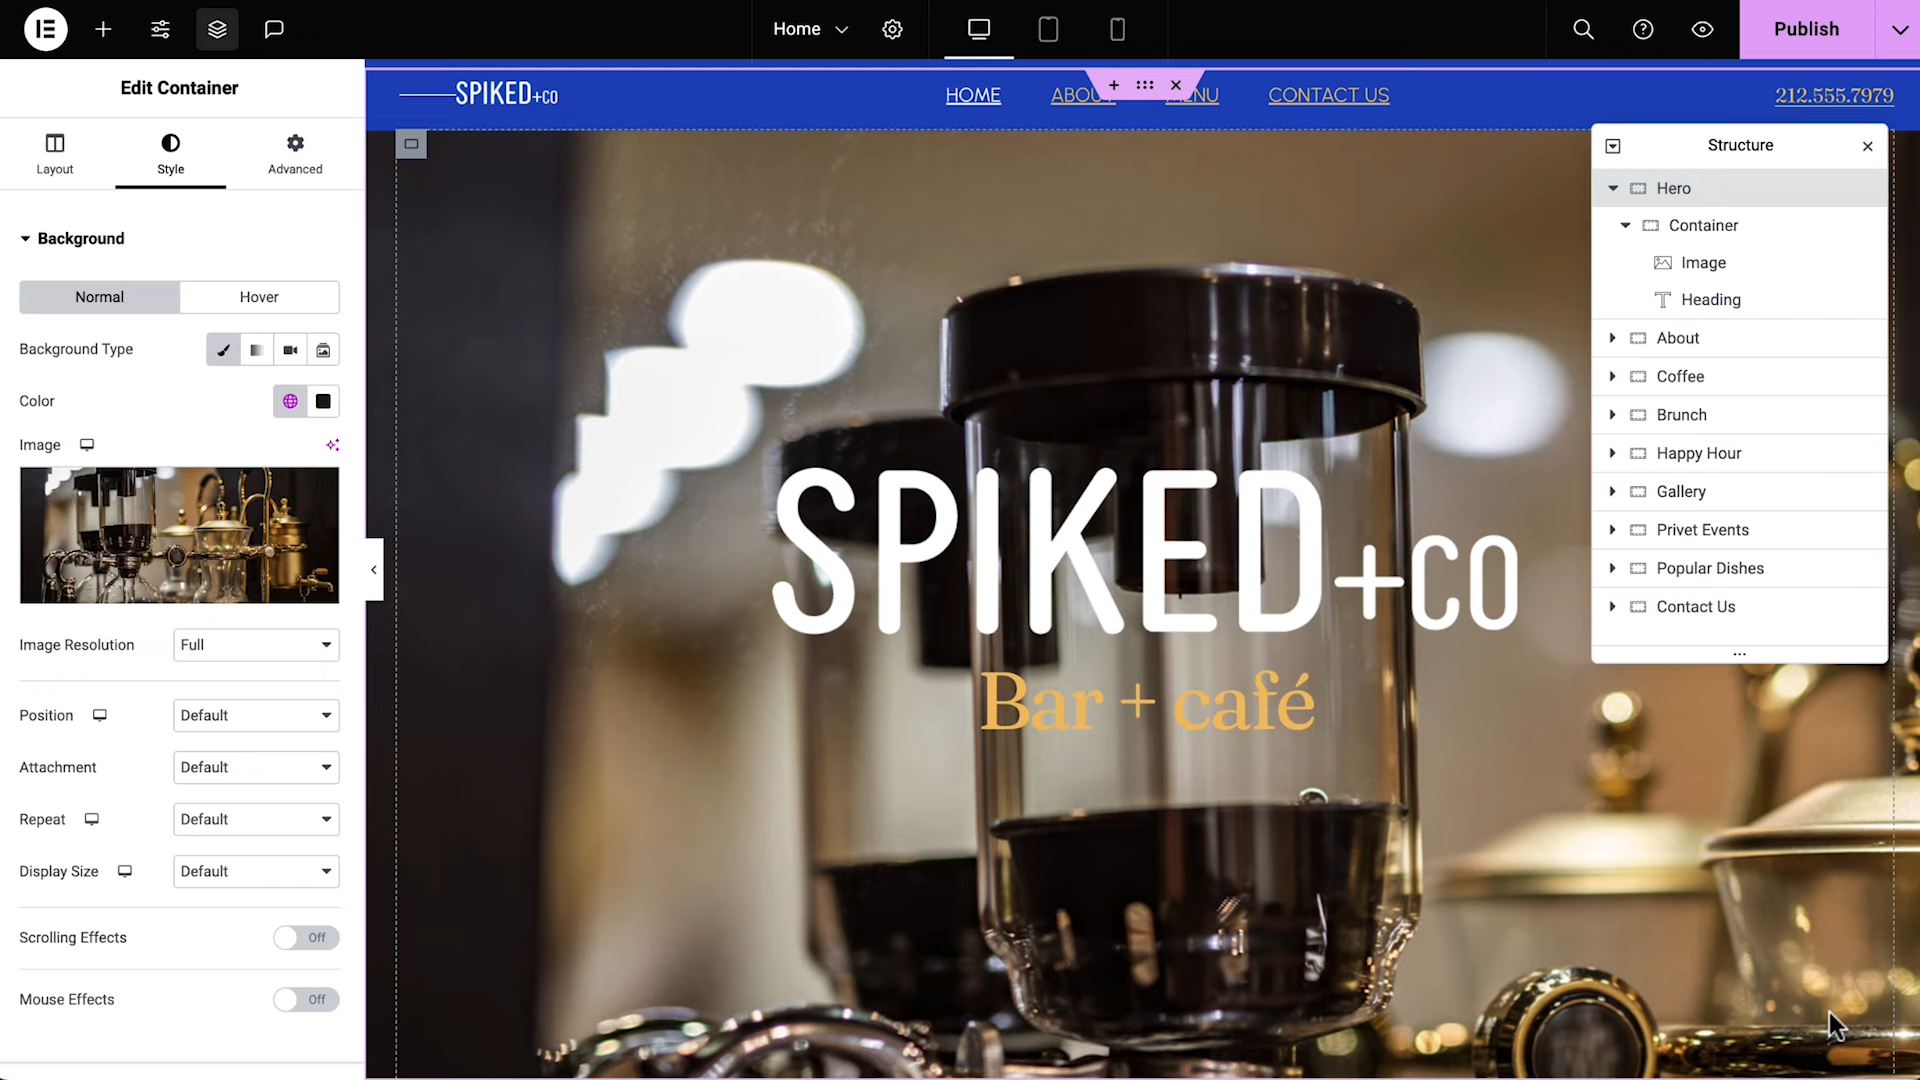 Home
Publish
Edit Container
Layout
Style
Advanced
Background
Normal
Hover
Background Type
Color
Image
Image Resolution
Full
Position
Default
Attachment
Default
Repeat
Default
Display Size
Default
Scrolling Effects
Off
Mouse Effects
Off
SPIKED+CO
HOME
CONTACT US
212.555.7979
SPIKED+CO
Bar + café
Structure
Hero
Container
Image
Heading
About
Coffee
Brunch
Happy Hour
Gallery
Privet Events
Popular Dishes
Contact Us